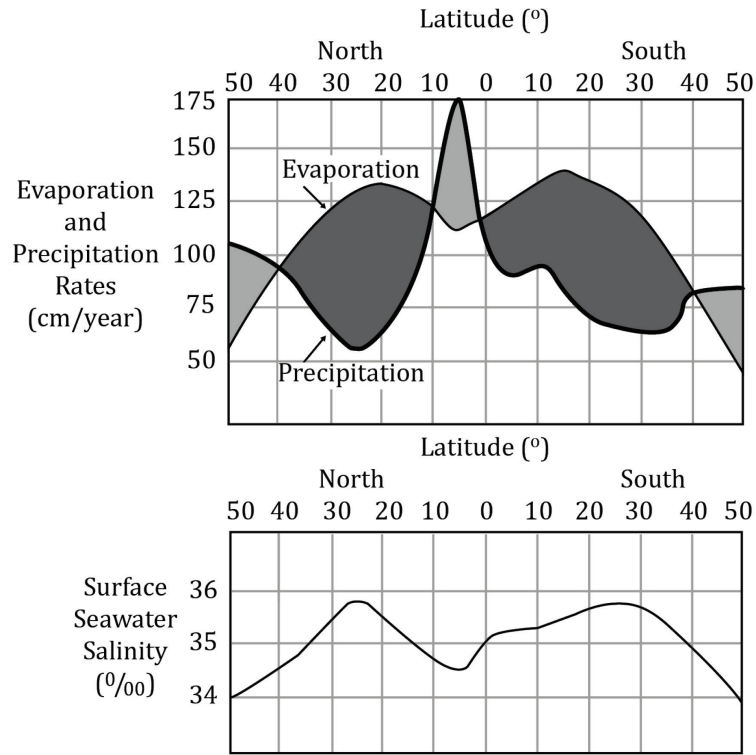 Latitude (º)
North South
50 40 30 20 10 0 10 20 30 40 50
175
150
Evaporation
125
Evaporation
and
Precipitation
Rates
(cm/year)
100
75
50
Precipitation
Latitude (º)
North South
50 40 30 20 10 0 10 20 30 40 50
Surface
Seawater
Salinity
(⁰/₀₀)
36
35
34